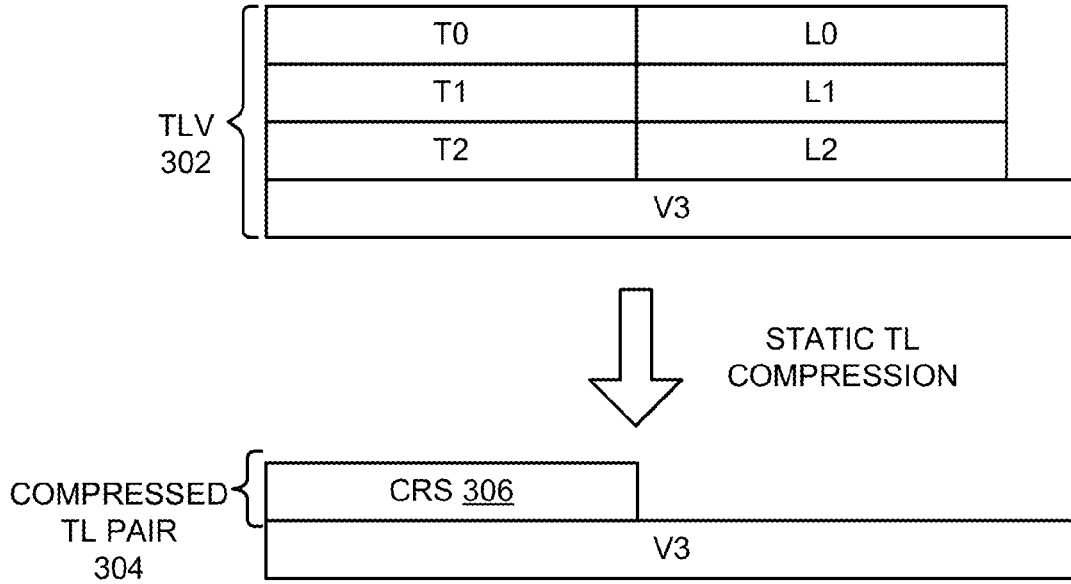 T0 L0
T1 L1
TLV
302
T2 L2
V3
STATIC TL
COMPRESSION
COMPRESSED
TL PAIR
304
CRS 306
V3